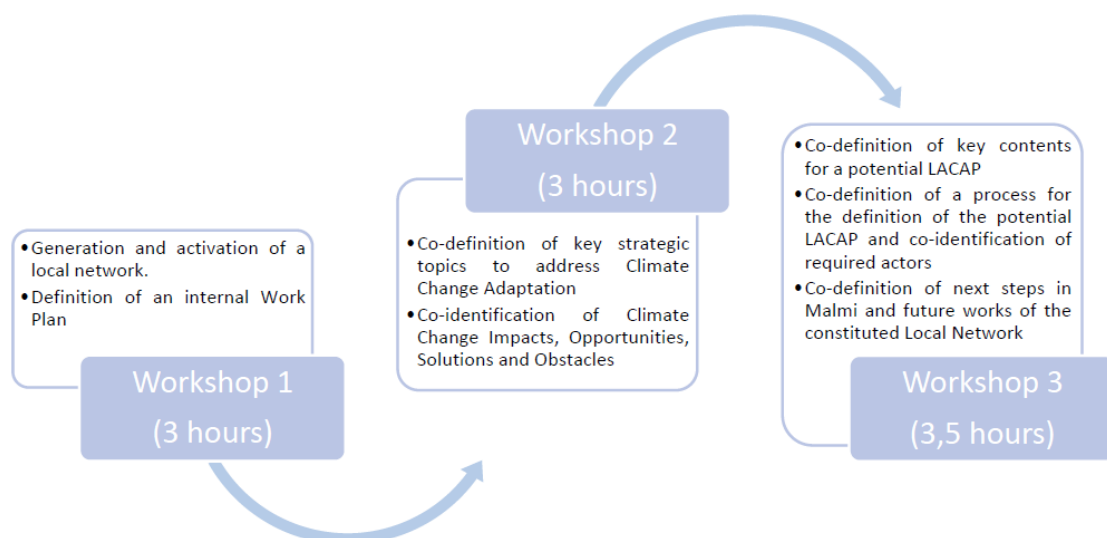 •Generation and activation of a
local network.
•Definition of an internal Work
Plan
Workshop 1
(3 hours)
Workshop 2
(3 hours)
•Co-definition of key strategic
topics to address Climate
Change Adaptation
•Co-identification of Climate
Change Impacts, Opportunities,
Solutions and Obstacles
•Co-definition of key contents
for a potential LACAP
•Co-definition of a process for
the definition of the potential
LACAP and co-identification of
required actors
•Co-definition of next steps in
Malmi and future works of the
constituted Local Network
Workshop 3
(3,5 hours)